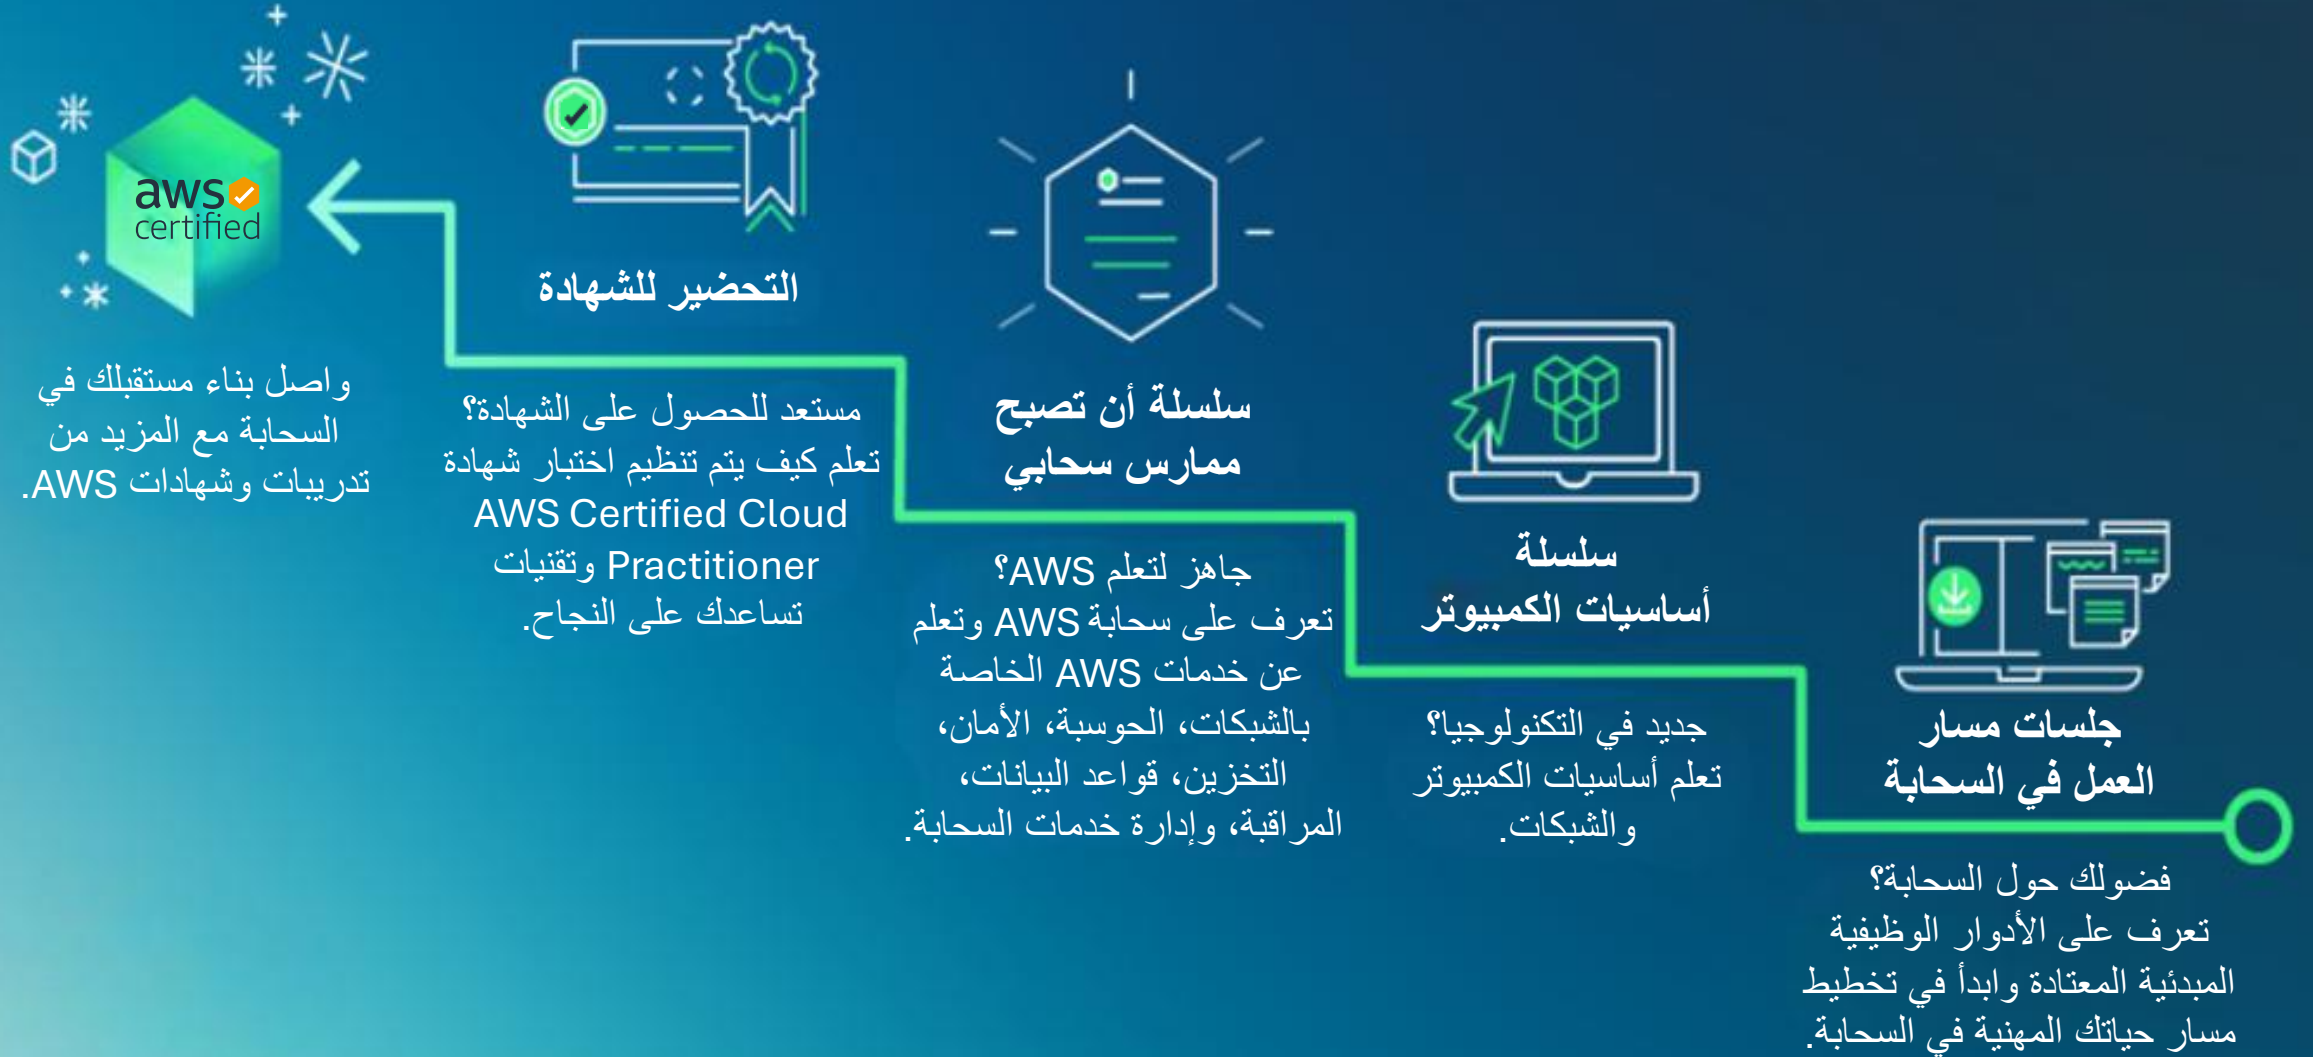 جلسات مسار
العمل في السحابة
فضولك حول السحابة؟
تعرف على الأدوار الوظيفية
المبدئية المعتادة وابدأ في تخطيط
مسار حياتك المهنية في السحابة.
سلسلة
أساسيات الكمبيوتر
جديد في التكنولوجيا؟
تعلم أساسيات الكمبيوتر
والشبكات.
سلسلة أن تصبح
ممارس سحابي
جاهز لتعلم AWS؟
تعرف على سحابة AWS وتعلم
عن خدمات AWS الخاصة
بالشبكات، الحوسبة، الأمان،
التخزين، قواعد البيانات،
المراقبة، وإدارة خدمات السحابة.
التحضير للشهادة
مستعد للحصول على الشهادة؟
تعلم كيف يتم تنظيم اختبار شهادة
AWS Certified Cloud
Practitioner وتقنيات
تساعدك على النجاح.
aws
certified
واصل بناء مستقبلك في
السحابة مع المزيد من
تدريبات وشهادات AWS.